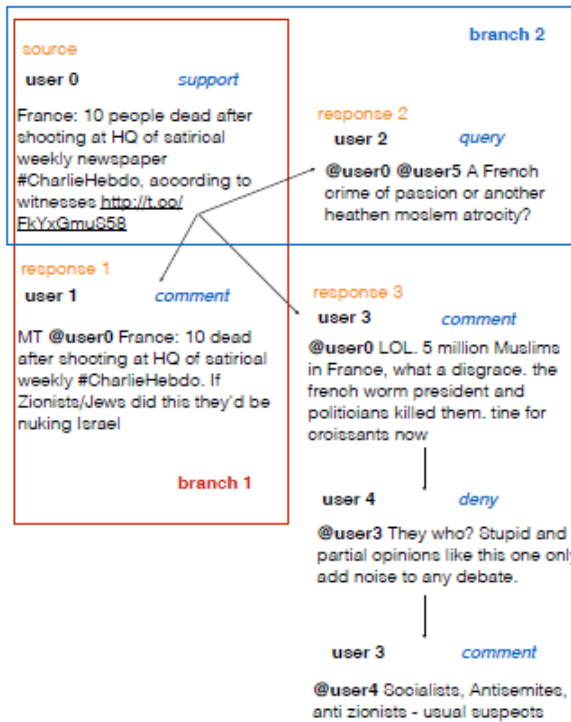 branch 2
source
user 0 support
France: 10 people dead after
shooting at HQ of satirical
weekly newspaper
#CharlieHebdo, according to
witnesses http://t.co/
FkYxGmuS58
response 2
user 2 query
@user0 @user5 A French
crime of passion or another
heathen moslem atrocity?
response 1
user 1 comment
MT @user0 France: 10 dead
after shooting at HQ of satirical
weekly #CharlieHebdo. If
Zionists/Jews did this they'd be
nuking Israel
branch 1
response 3
user 3 comment
@user0 LOL. 5 million Muslims
in France, what a disgrace. the
french worm president and
politicians killed them. tine for
croissants now
user 4 deny
@user3 They who? Stupid and
partial opinions like this one only
add noise to any debate.
user 3 comment
@user4 Socialists, Antisemites,
anti zionists - usual suspects